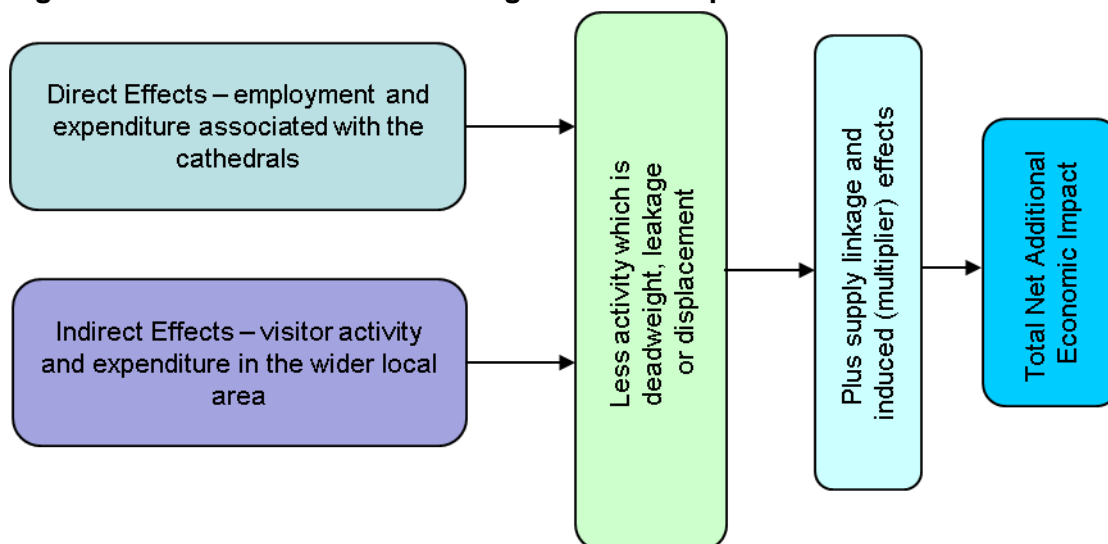 Direct Effects – employment and
expenditure associated with the
cathedrals
Indirect Effects – visitor activity
and expenditure in the wider local
area
Less activity which is
deadweight, leakage
or displacement
Plus supply linkage and
induced (multiplier) effects
Total Net Additional
Economic Impact